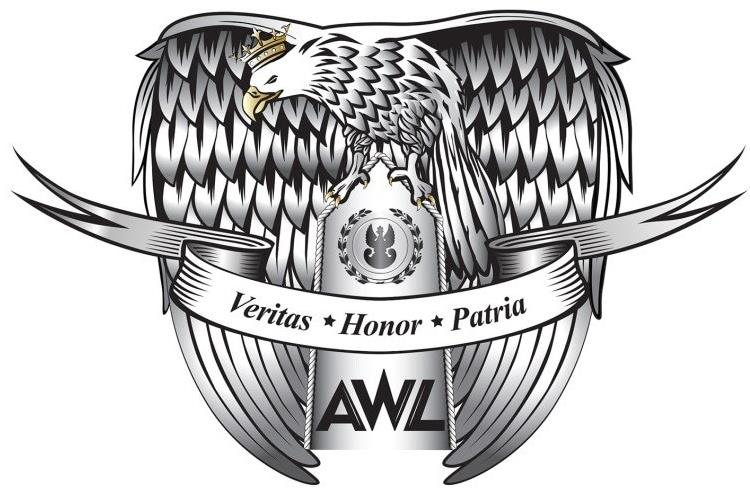 Veritas ★ Honor ★ Patria
AWL